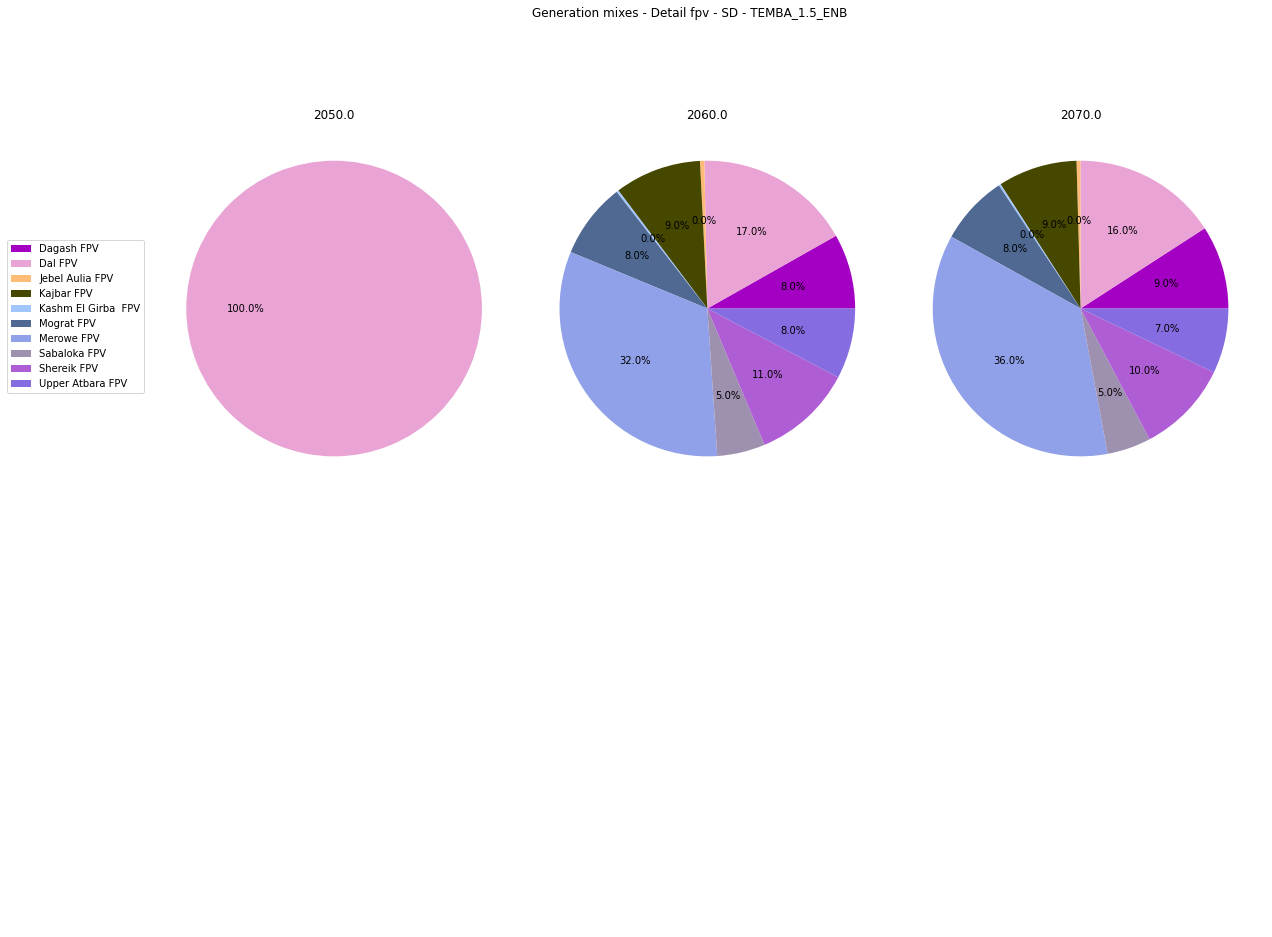 Generation mixes - Detail fpv - SD - TEMBA_1.5_ENB
Dagash FPV
Dal FPV
Jebel Aulia FPV
Kajbar FPV
Kashm El Girba  FPV
Mograt FPV
Merowe FPV
Sabaloka FPV
Shereik FPV
Upper Atbara FPV
2050.0
100.0%
2060.0
8.0%
17.0%
0.0%
9.0%
0.0%
8.0%
32.0%
5.0%
11.0%
8.0%
2070.0
9.0%
16.0%
0.0%
9.0%
0.0%
8.0%
36.0%
5.0%
10.0%
7.0%